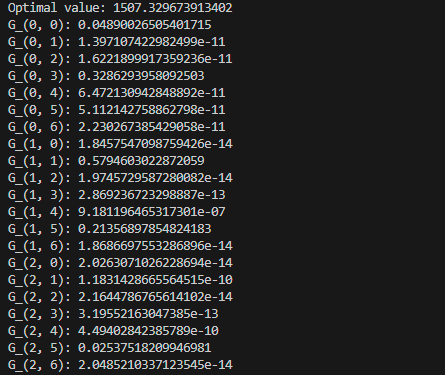 Optimal value: 1507.329673913402
G_(0, 0): 0.04890026505401715
G_(0, 1): 1.397107422982499e-11
G_(0, 2): 1.6221899917359236e-11
G_(0, 3): 0.3286293958092503
G_(0, 4): 6.472130942848892e-11
G_(0, 5): 5.112142758862798e-11
G_(0, 6): 2.230267385429058e-11
G_(1, 0): 1.8457547098759426e-14
G_(1, 1): 0.5794603022872059
G_(1, 2): 1.9745729587280082e-14
G_(1, 3): 2.869236723298887e-13
G_(1, 4): 9.181196465317301e-07
G_(1, 5): 0.21356897854824183
G_(1, 6): 1.8686697553286896e-14
G_(2, 0): 2.0263071026228694e-14
G_(2, 1): 1.1831428665564515e-10
G_(2, 2): 2.1644786765614102e-14
G_(2, 3): 3.19552163047385e-13
G_(2, 4): 4.49402842385789e-10
G_(2, 5): 0.02537518209946981
G_(2, 6): 2.0485210337123545e-14